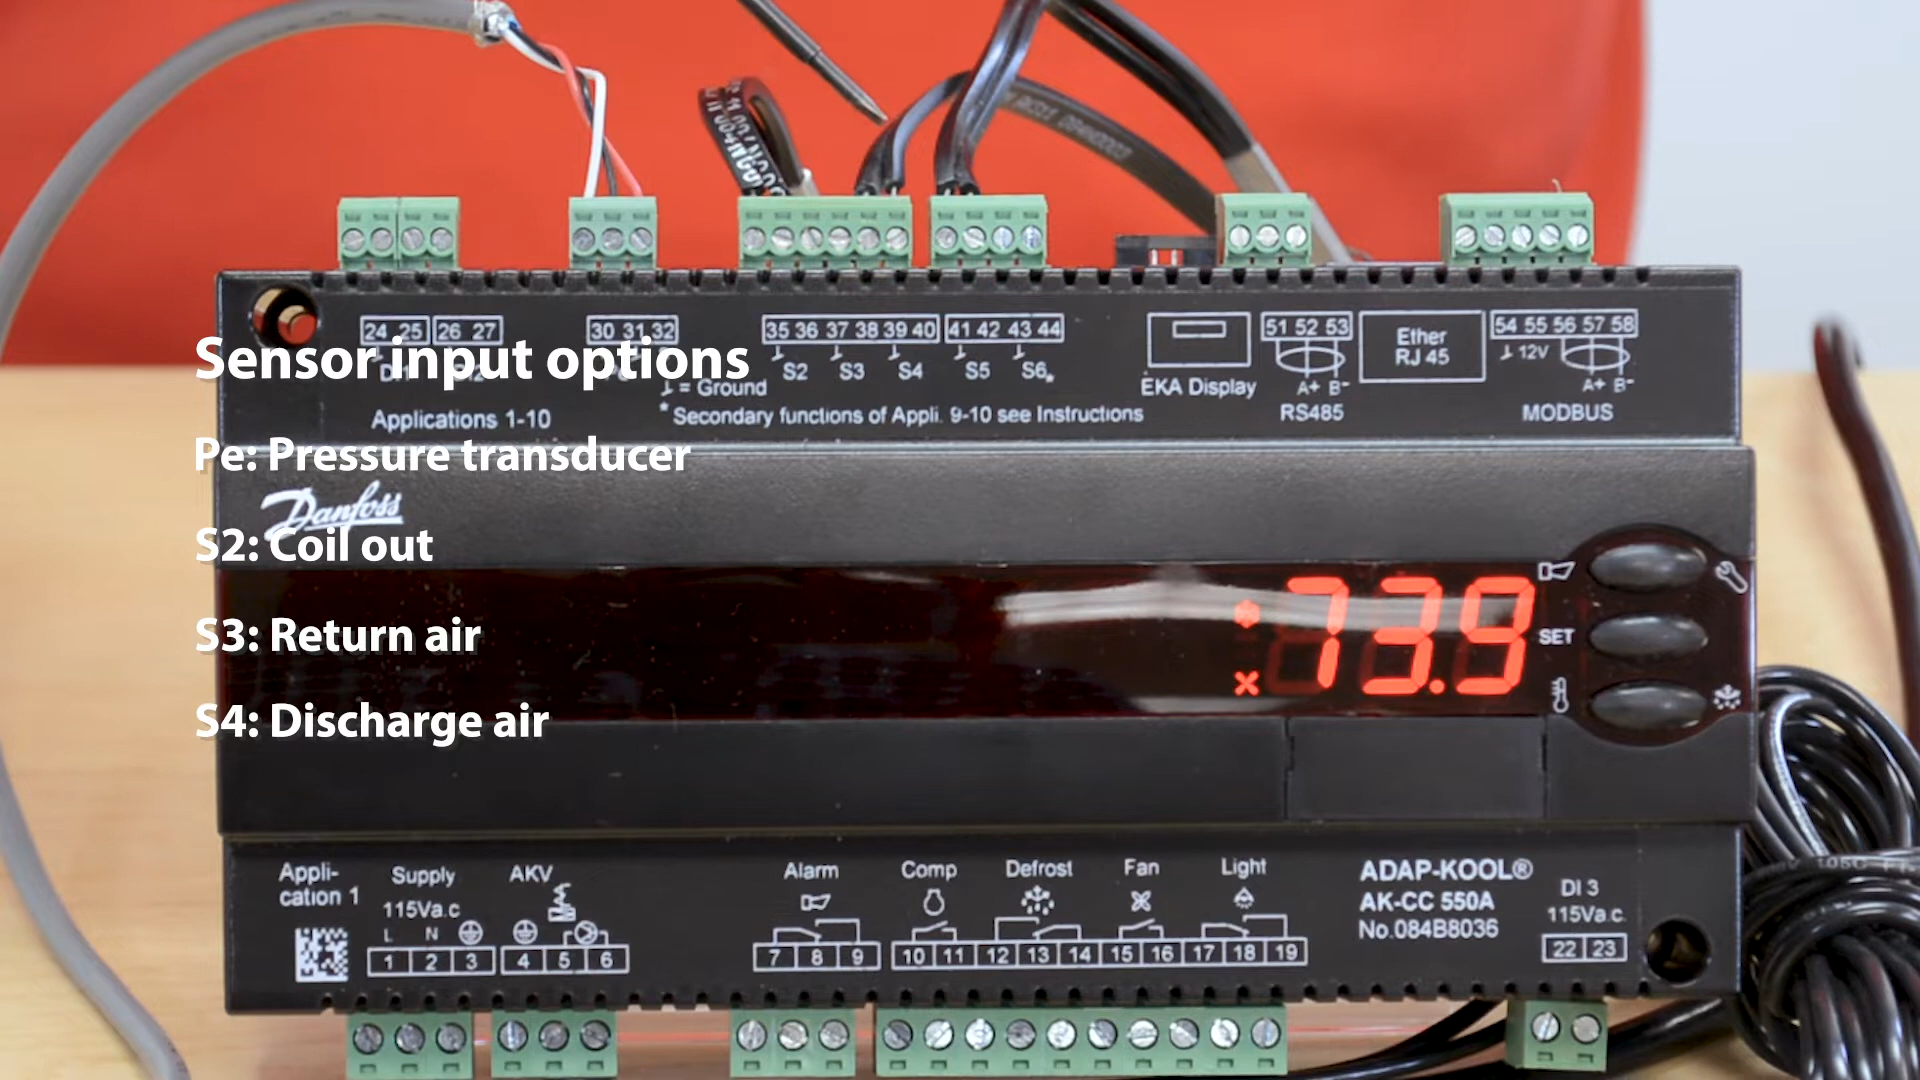 11 004N00
AKS11 084N0003
24 25 26 27
30 31 32
35 36 37 38 39 40
41 42 43 44
51 52 53
Ether
RJ 45
54 55 56 57 58
12V
Sensor input options
S2 S3 S4 S5 S6*
A+ B-
A+ B-
= Ground
EKA Display
RS485
MODBUS
* Secondary functions of Appli. 9-10 see Instructions
Applications 1-10
Pe: Pressure transducer
Danfoss
S2: Coil out
S3: Return air
S4: Discharge air
73.9
SET
Appli-
cation 1
Supply
115Va.c
L N
1 2 3
AKV
4 5 6
Alarm
7 8 9
Comp
Defrost
Fan
Light
10 11 12 13 14 15 16 17 18 19
ADAP-KOOL®
AK-CC 550A
No.084B8036
DI 3
115Va.c.
22 23
105C